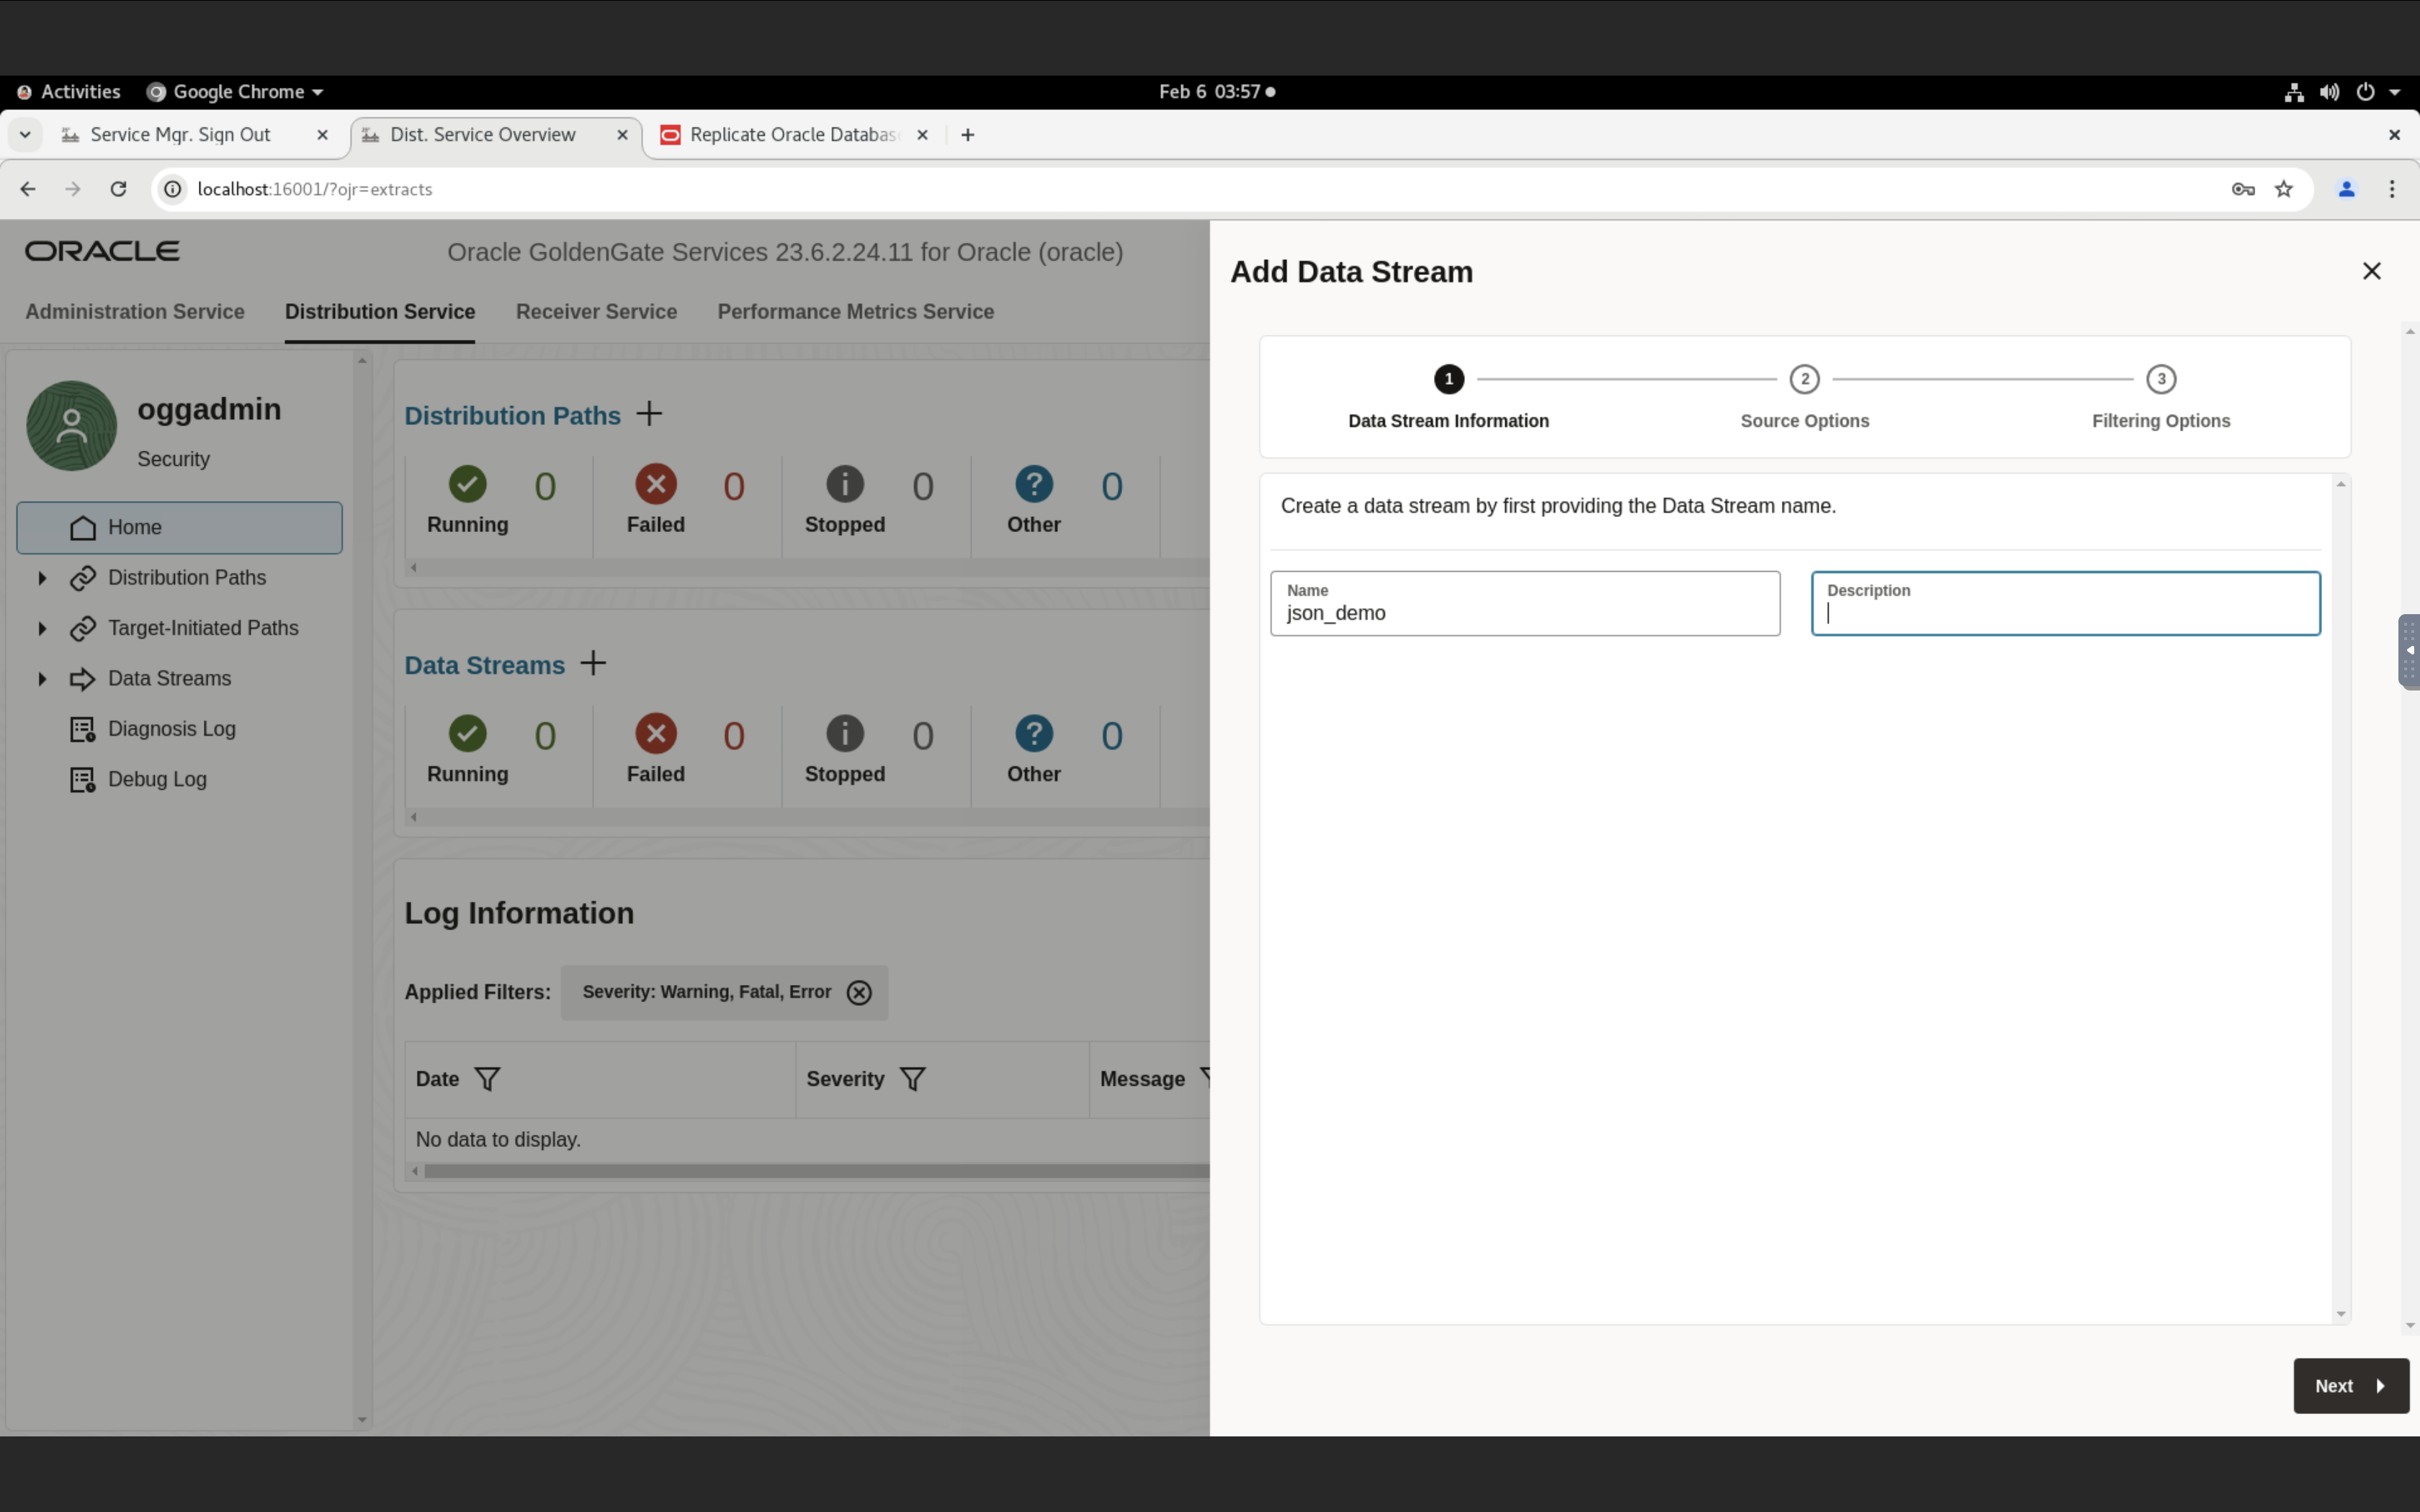 Activities
Google Chrome
Feb 6 03:57
Service Mgr. Sign Out
Dist. Service Overview
Replicate Oracle Databas
localhost:16001/?ojr=extracts
ORACLE
Oracle GoldenGate Services 23.6.2.24.11 for Oracle (oracle)
Administration Service
Distribution Service
Receiver Service
Performance Metrics Service
oggadmin
Security
Home
Distribution Paths
Target-Initiated Paths
Data Streams
Diagnosis Log
Debug Log
Distribution Paths
0
Running
0
Failed
0
Stopped
0
Other
Data Streams
0
Running
0
Failed
0
Stopped
0
Other
Log Information
Applied Filters:
Severity: Warning, Fatal, Error
Date
Severity
Message
No data to display.
Add Data Stream
1
Data Stream Information
2
Source Options
3
Filtering Options
Create a data stream by first providing the Data Stream name.
Name
json_demo
Description
Next